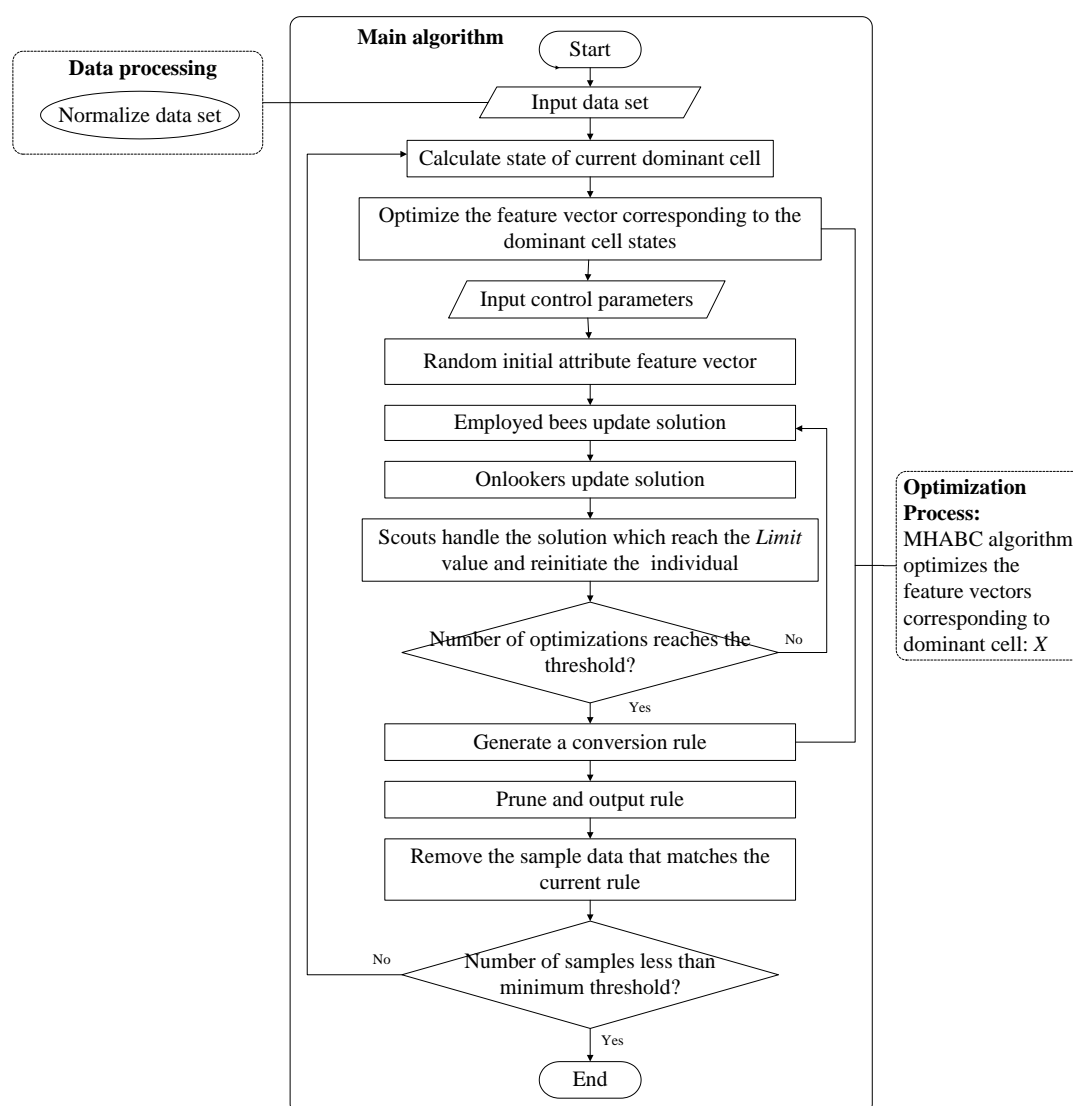 Main algorithm
Start
Data processing
Normalize data set
Input data set
Calculate state of current dominant cell
Optimize the feature vector corresponding to the
dominant cell states
Input control parameters
Random initial attribute feature vector
Employed bees update solution
Onlookers update solution
Scouts handle the solution which reach the Limit
value and reinitiate the individual
Number of optimizations reaches the
threshold?
No
Yes
Optimization
Process:
MHABC algorithm
optimizes the
feature vectors
corresponding to
dominant cell: X
Generate a conversion rule
Prune and output rule
Remove the sample data that matches the
current rule
No
Number of samples less than
minimum threshold?
Yes
End